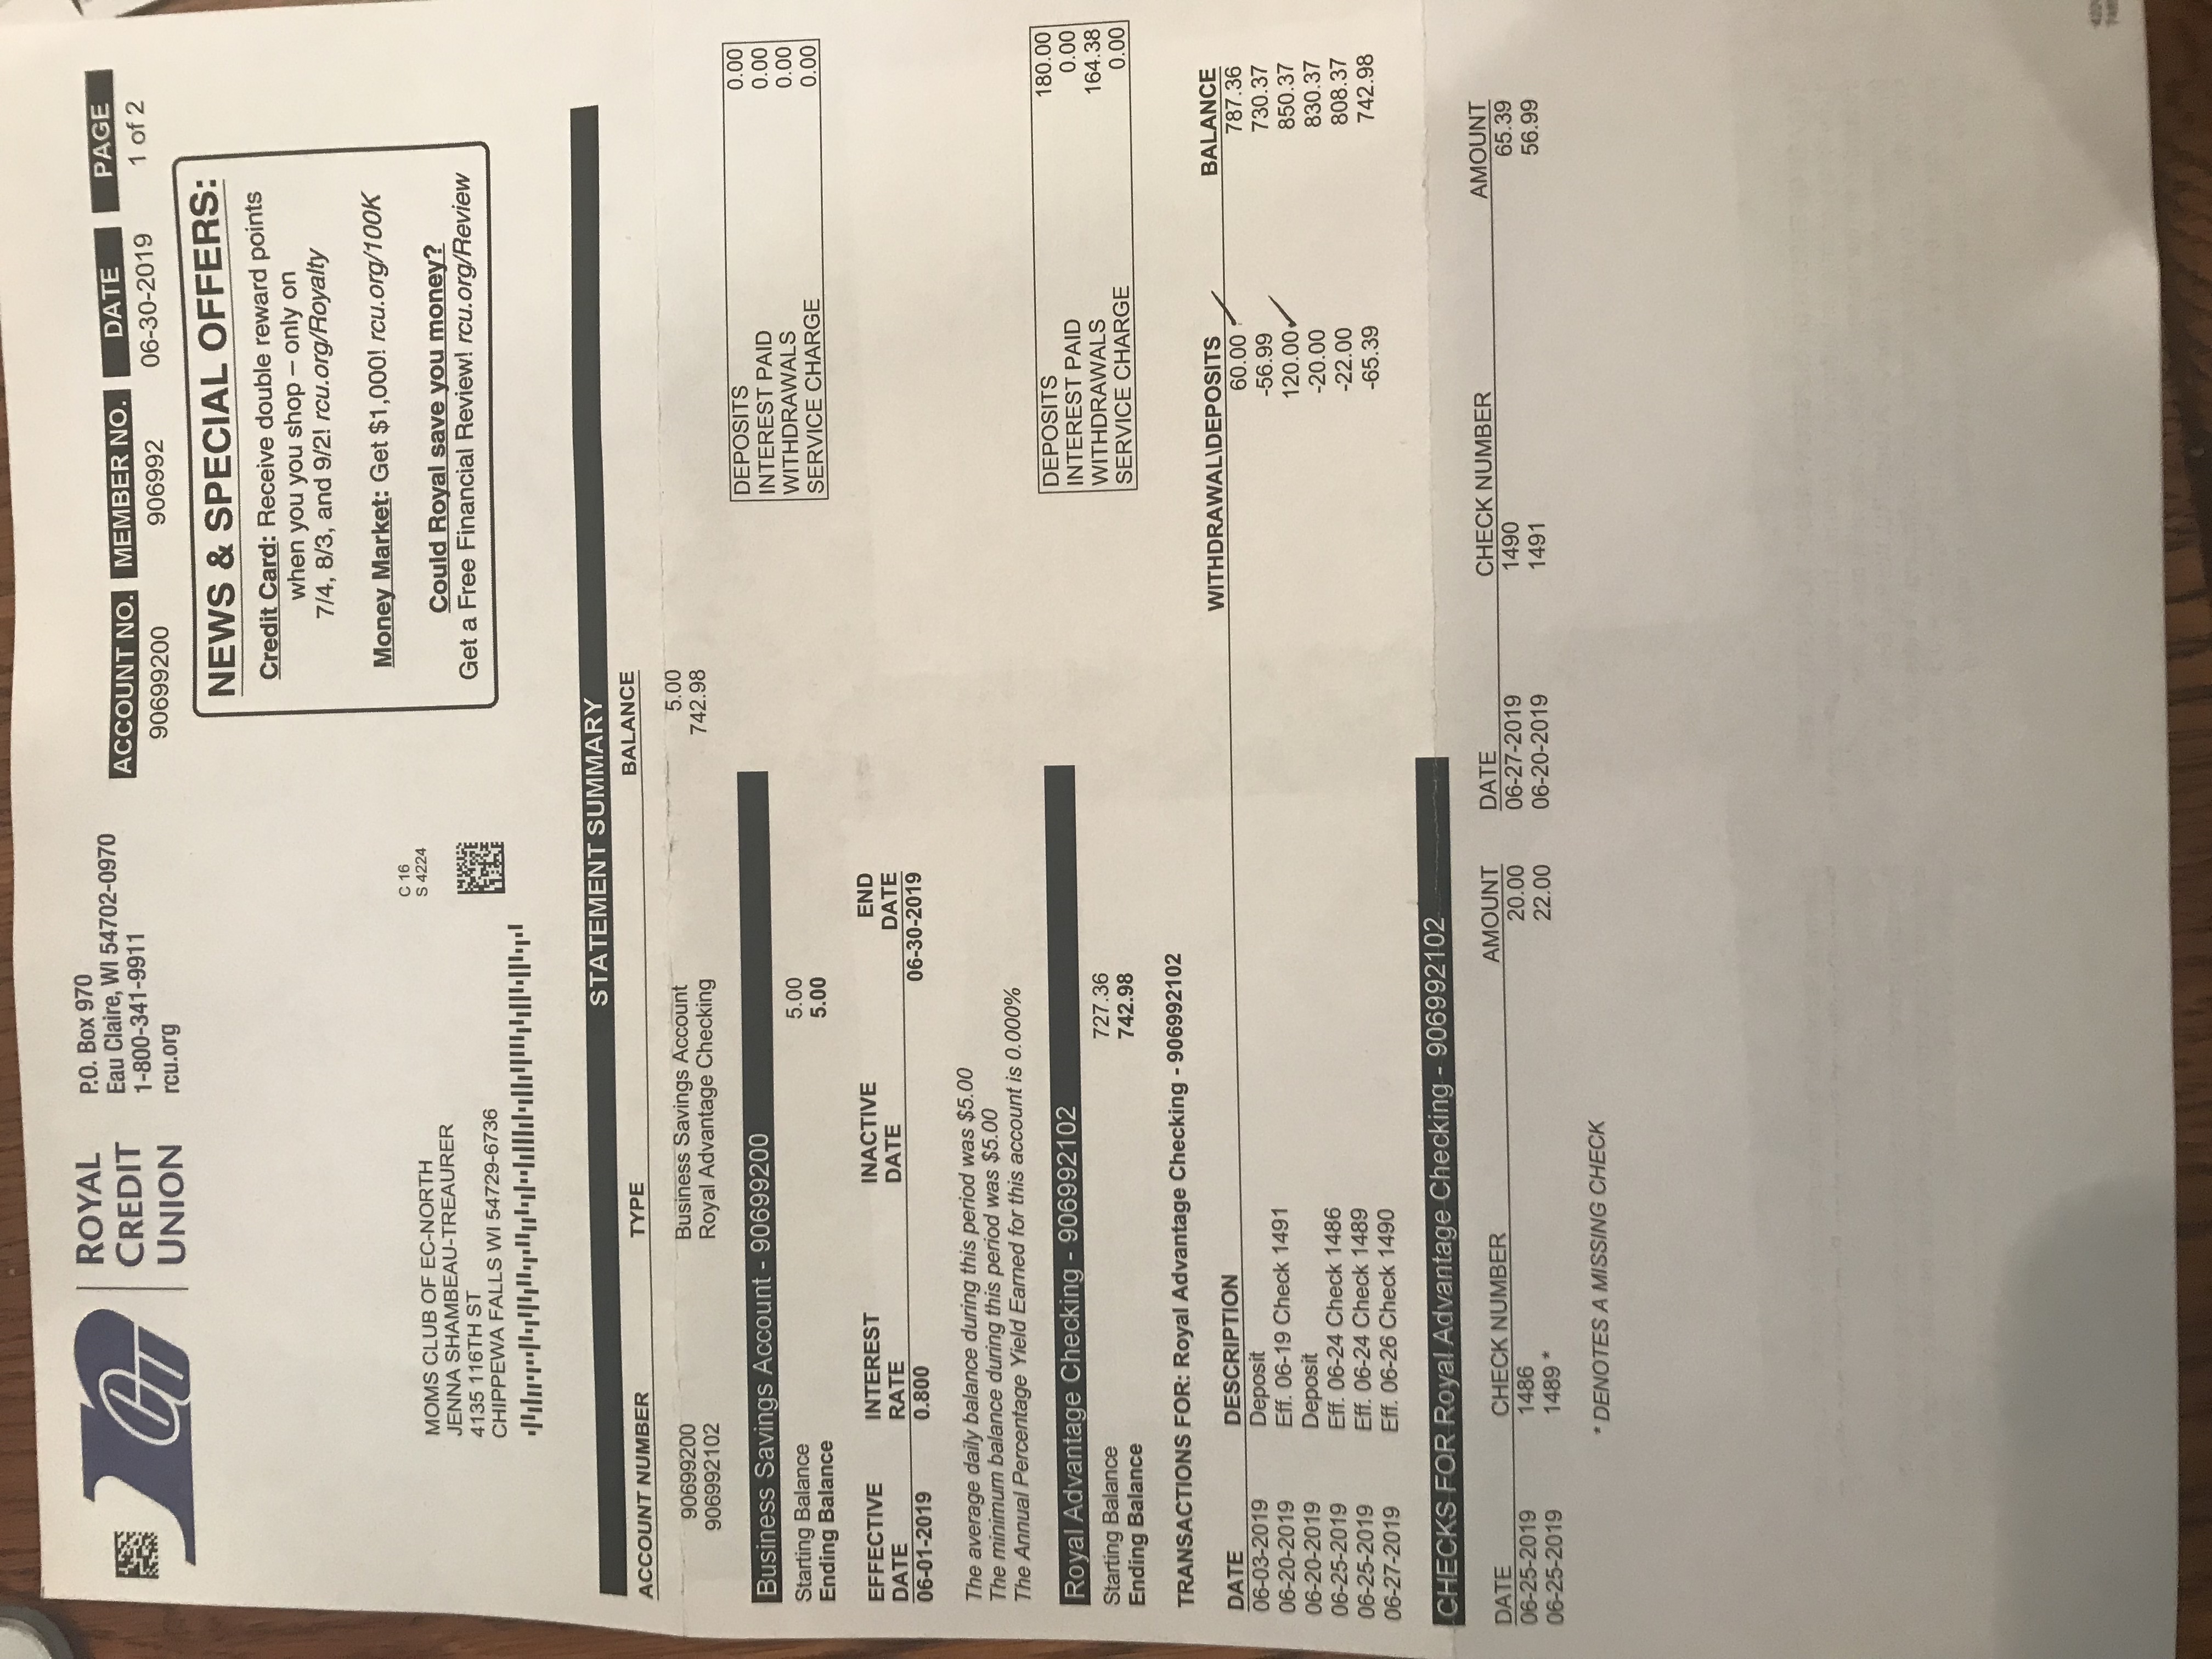 ROYAL CREDIT UNION
rCU
P.O. Box 970
Eau Claire, WI 54702-0970
1-800-341-9911
rcu.org
ACCOUNT NO. MEMBER NO. DATE PAGE
90699200 906992 06-30-2019 1 of 2
NEWS & SPECIAL OFFERS:
Credit Card: Receive double reward points
when you you shop – only on
7/4, 8/3, and 9/2! rcu.org/Royalty
Money Market: Get $1,000! rcu.org/100K
Could Royal save you money?
Get a Free Financial Review! rcu.org/Review
C 16
S 4224
MOMS CLUB OF EC-NORTH
JENNA SHAMBEAU-TREAURER
4135 116TH ST
CHIPPEWA FALLS WI 54729-6736
STATEMENT SUMMARY
ACCOUNT NUMBER TYPE BALANCE
90699200 Business Savings Account 5.00
906992102 Royal Advantage Checking 742.98
Business Savings Account - 90699200
Starting Balance 5.00
Ending Balance 5.00
DEPOSITS 0.00
INTEREST PAID 0.00
WITHDRAWALS 0.00
SERVICE CHARGE 0.00
EFFECTIVE INTEREST INACTIVE END
DATE RATE DATE DATE
06-01-2019 0.800 06-30-2019
The average daily balance during this period was $5.00
The minimum balance during this period was $5.00
The Annual Percentage Yield Earned for this account is 0.000%
Royal Advantage Checking - 906992102
Starting Balance 727.36
Ending Balance 742.98
DEPOSITS 180.00
INTEREST PAID 0.00
WITHDRAWALS 164.38
SERVICE CHARGE 0.00
TRANSACTIONS FOR: Royal Advantage Checking - 906992102
DATE DESCRIPTION WITHDRAWAL\DEPOSITS BALANCE
06-03-2019 Deposit 60.00 787.36
06-20-2019 Eff. 06-19 Check 1491 -56.99 730.37
06-20-2019 Deposit 120.00 850.37
06-25-2019 Eff. 06-24 Check 1486 -20.00 830.37
06-25-2019 Eff. 06-24 Check 1489 -22.00 808.37
06-27-2019 Eff. 06-26 Check 1490 -65.39 742.98
CHECKS FOR Royal Advantage Checking - 906992102
DATE CHECK NUMBER AMOUNT DATE CHECK NUMBER AMOUNT
06-25-2019 1486 20.00 06-27-2019 1490 65.39
06-25-2019 1489 * 22.00 06-20-2019 1491 56.99
* DENOTES A MISSING CHECK